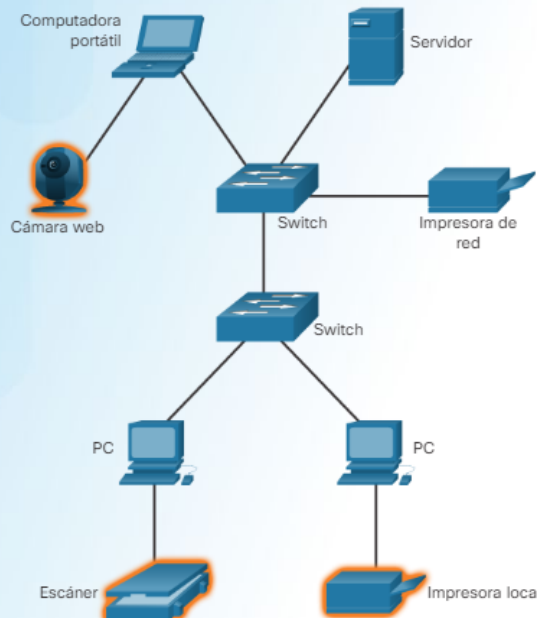 Computadora
portátil
Servidor
Cámara web
Switch
Impresora de
red
Switch
PC
PC
Escáner
Impresora loca